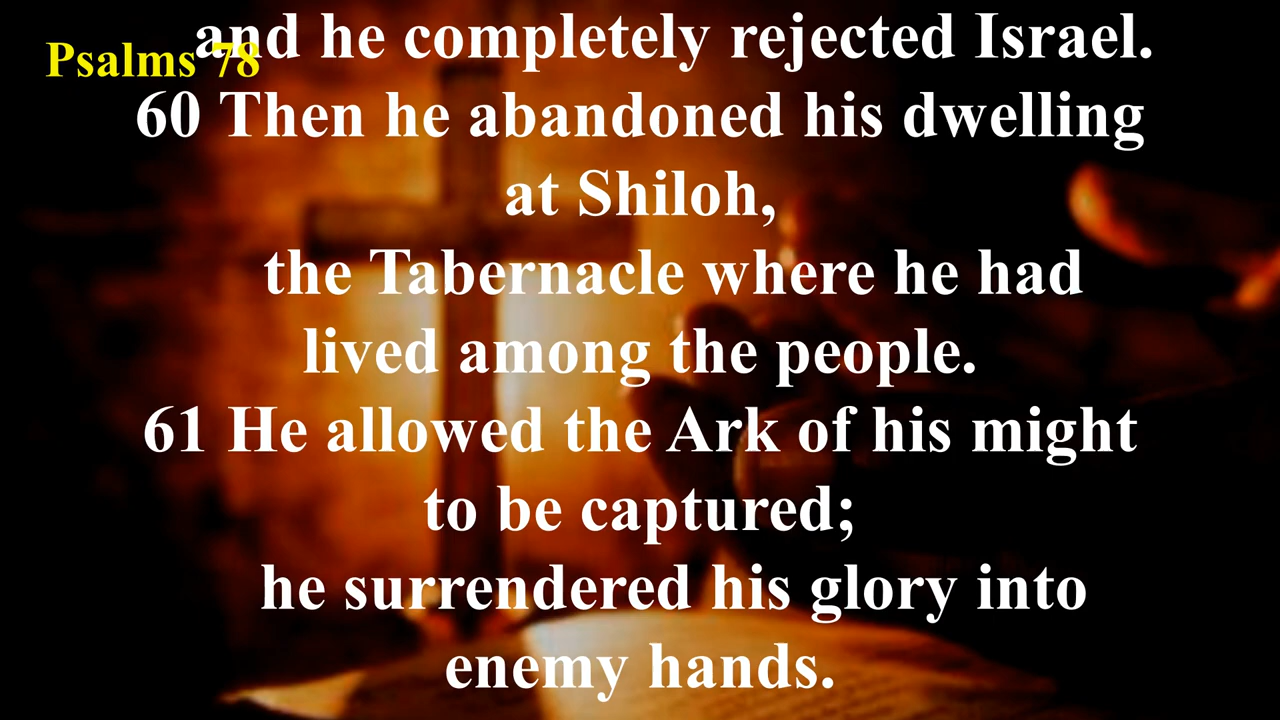 Psalms 78
and he completely rejected Israel.
60 Then he abandoned his dwelling
at Shiloh,
the Tabernacle where he had
lived among the people.
61 He allowed the Ark of his might
to be captured;
he surrendered his glory into
enemy hands.